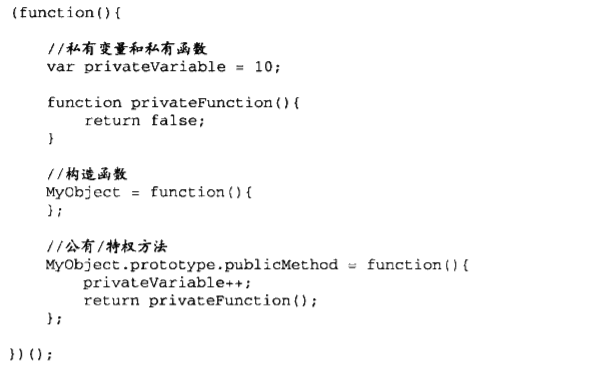 (function(){
//私有变量和私有函数
var privateVariable = 10;
function privateFunction(){
return false;
}
//构造函数
MyObject = function(){
};
//公有/特权方法
MyObject.prototype.publicMethod = function(){
privateVariable++;
return privateFunction();
};
})();